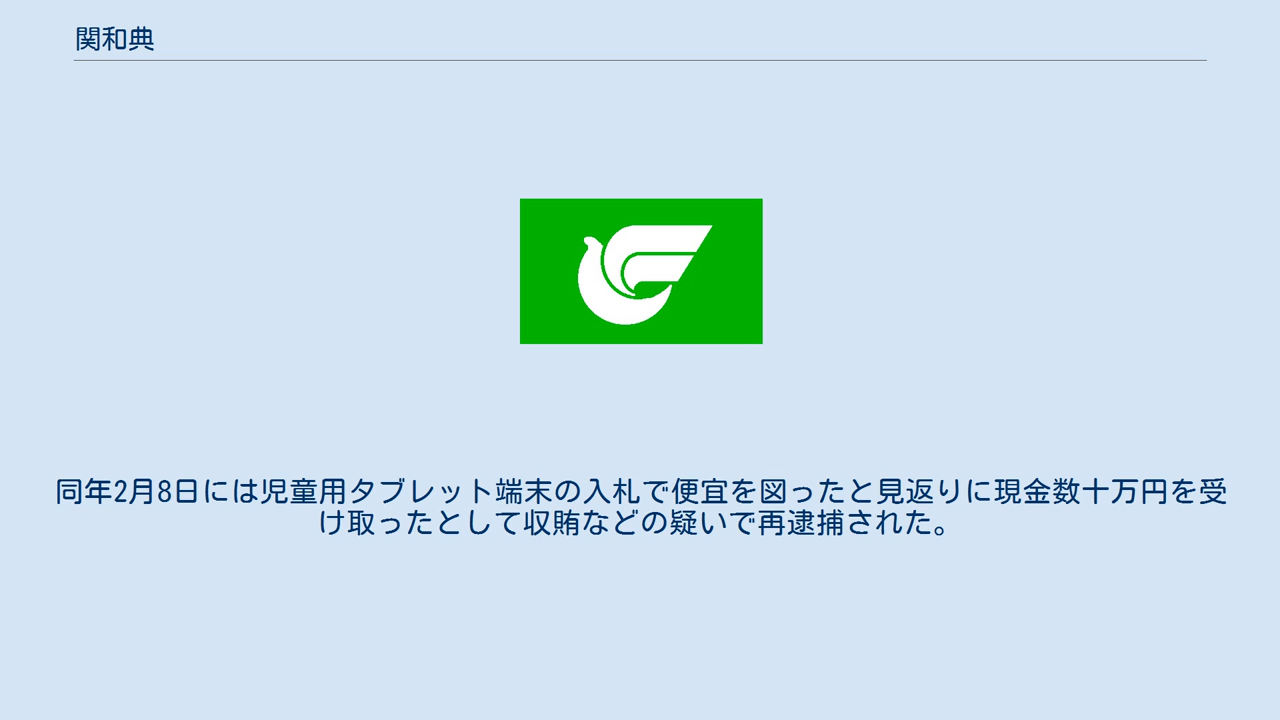 関和典
同年2月8日には児童用タブレット端末の入札で便宜を図ったと見返りに現金数十万円を受
け取ったとして収賄などの疑いで再逮捕された。